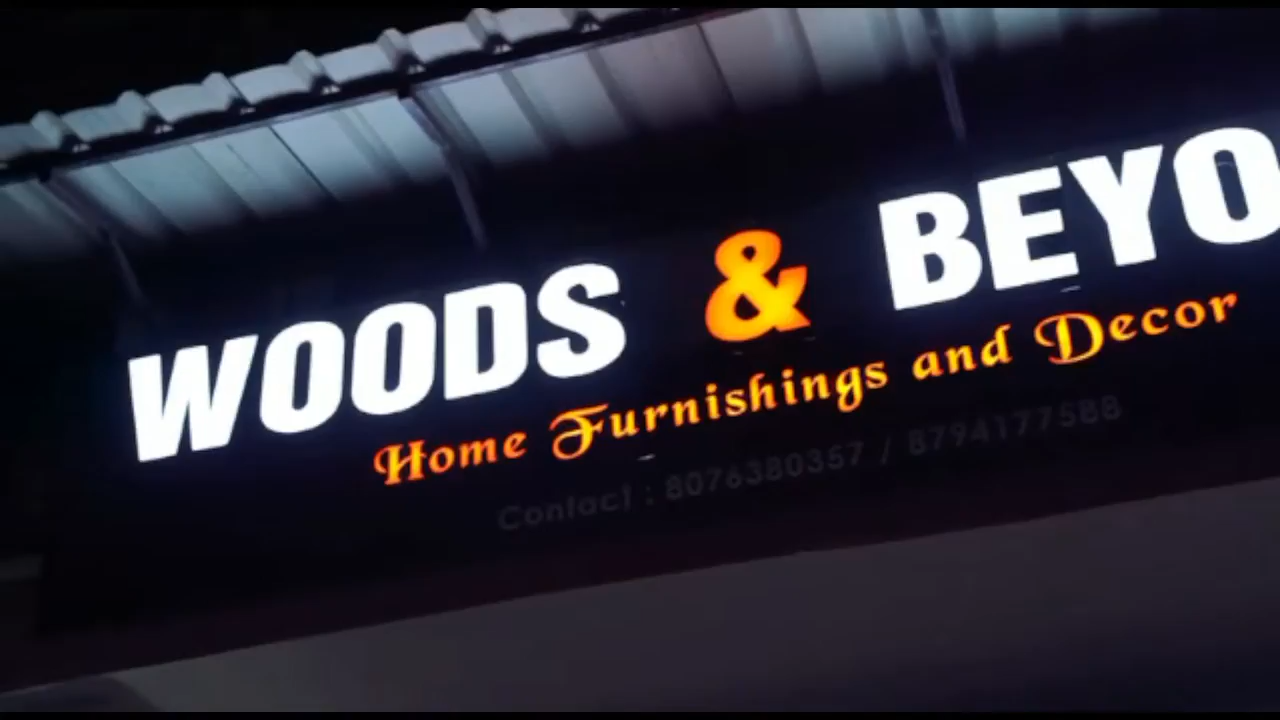 WOODS & BEYO
Home Furnishings and Decor
Contact : 8076380357 / 8794177588